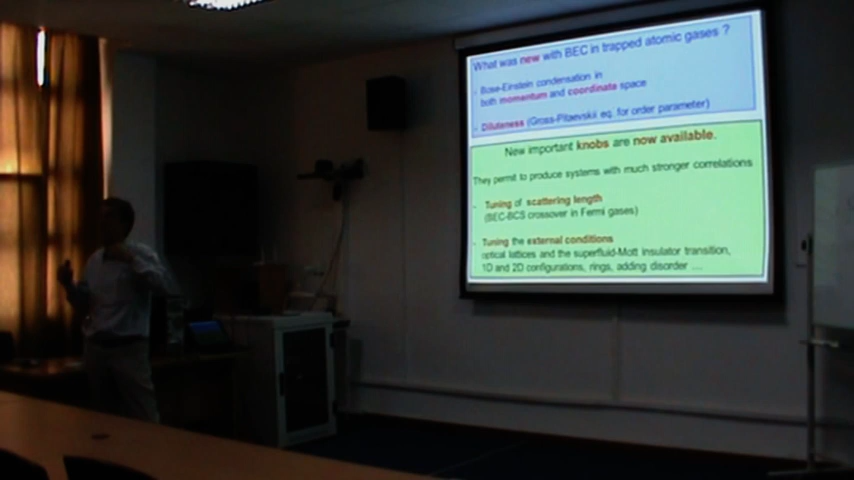 What was new with BEC in trapped atomic gases ?
- Bose-Einstein condensation in
both momentum and coordinate space
- Diluteness (Gross-Pitaevskii eq. for order parameter)
New important knobs are now available.
They permit to produce systems with much stronger correlations
- Tuning of scattering length
(BEC-BCS crossover in Fermi gases)
- Tuning the external conditions
optical lattices and the superfluid-Mott insulator transition,
1D and 2D configurations, rings, adding disorder ....